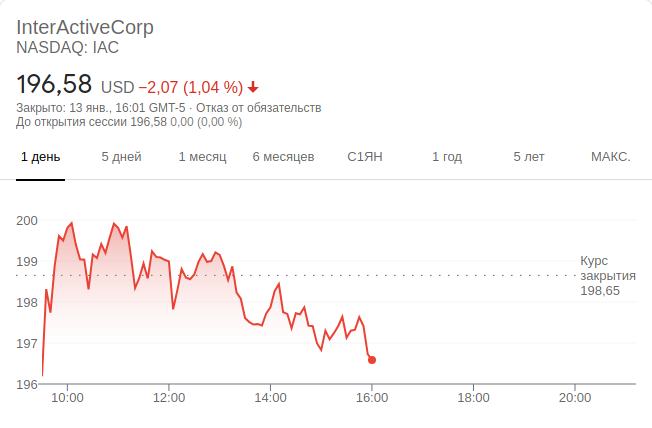 InterActiveCorp
NASDAQ: IAC
196,58 USD −2,07 (1,04 %)
Закрыто: 13 янв., 16:01 GMT-5 · Отказ от обязательств
До открытия сессии 196,58 0,00 (0,00 %)
1 день 5 дней 1 месяц 6 месяцев С1ЯН 1 год 5 лет МАКС.
200
199
198
197
196
Курс
закрытия
198,65
10:00 12:00 14:00 16:00 18:00 20:00